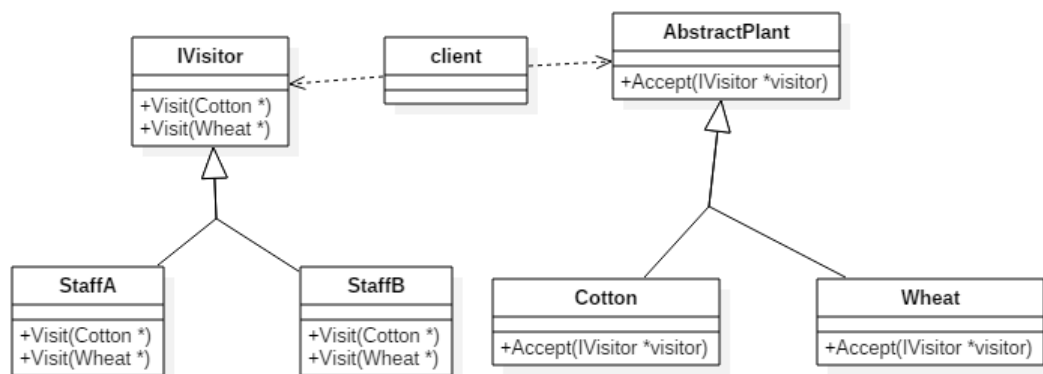 IVisitor
+Visit(Cotton *)
+Visit(Wheat *)
client
AbstractPlant
+Accept(IVisitor *visitor)
StaffA
+Visit(Cotton *)
+Visit(Wheat *)
StaffB
+Visit(Cotton *)
+Visit(Wheat *)
Cotton
+Accept(IVisitor *visitor)
Wheat
+Accept(IVisitor *visitor)